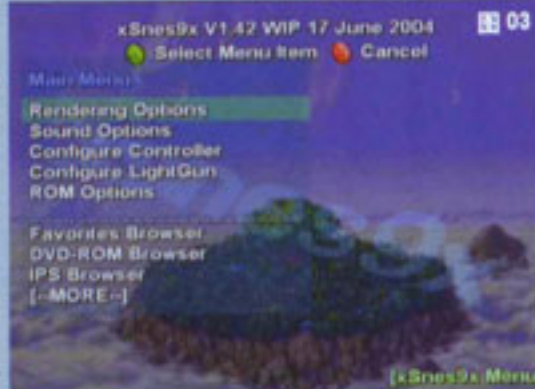 xSnes9x V1.42 WIP 17 June 2004
03
Select Menu Item Cancel
Main Menu
Rendering Options
Sound Options
Configure Controller
Configure LightGun
ROM Options
Favorites Browser
DVD-ROM Browser
IPS Browser
[--MORE--]
[xSnes9x Menu